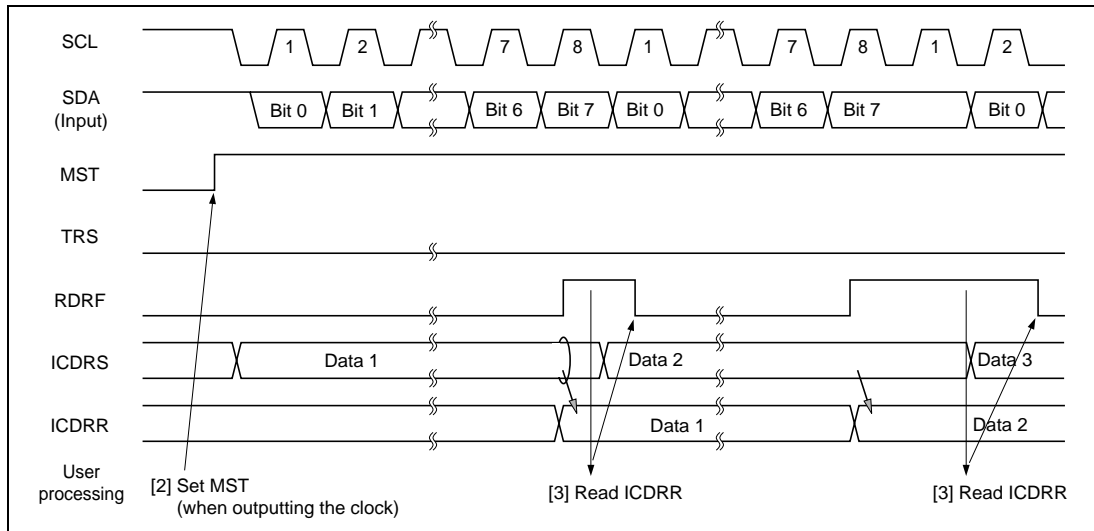 SCL
1 2 7 8 1 7 8 1 2
SDA
(Input)
Bit 0 Bit 1 Bit 6 Bit 7 Bit 0 Bit 6 Bit 7 Bit 0
MST
TRS
RDRF
ICDRS
Data 1 Data 2 Data 3
ICDRR
Data 1 Data 2
User
processing
[2] Set MST
(when outputting the clock)
[3] Read ICDRR
[3] Read ICDRR